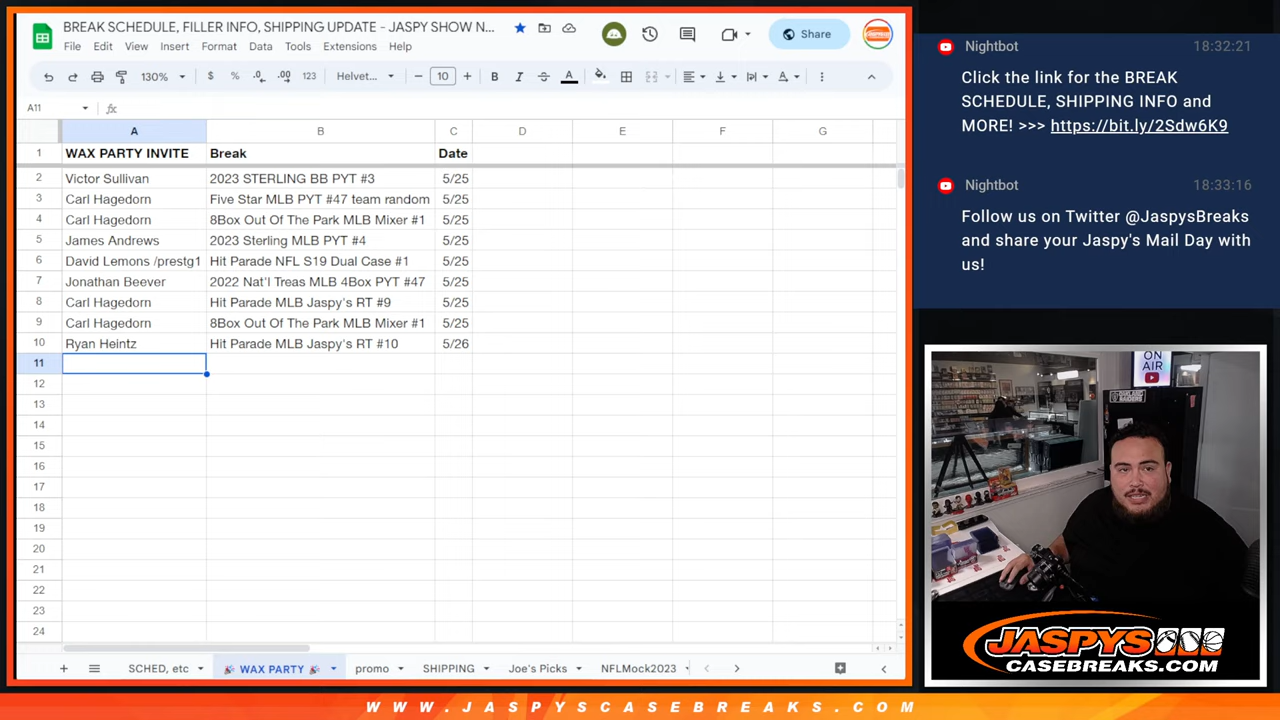 BREAK SCHEDULE, FILLER INFO, SHIPPING UPDATE - JASPY SHOW N...
File Edit View Insert Format Data Tools Extensions Help
Share
130% $ % .0 .00 123 Helvet... - 10 + B I A
A11 fx
A B C D E F G
1 WAX PARTY INVITE Break Date
2 Victor Sullivan 2023 STERLING BB PYT #3 5/25
3 Carl Hagedorn Five Star MLB PYT #47 team random 5/25
4 Carl Hagedorn 8Box Out Of The Park MLB Mixer #1 5/25
5 James Andrews 2023 Sterling MLB PYT #4 5/25
6 David Lemons /prestg1 Hit Parade NFL S19 Dual Case #1 5/25
7 Jonathan Beever 2022 Nat'l Treas MLB 4Box PYT #47 5/25
8 Carl Hagedorn Hit Parade MLB Jaspy's RT #9 5/25
9 Carl Hagedorn 8Box Out Of The Park MLB Mixer #1 5/25
10 Ryan Heintz Hit Parade MLB Jaspy's RT #10 5/26
11
12
13
14
15
16
17
18
19
20
21
22
23
24
SCHED, etc WAX PARTY promo SHIPPING Joe's Picks NFLMock2023
Nightbot 18:32:21
Click the link for the BREAK
SCHEDULE, SHIPPING INFO and
MORE! >>> https://bit.ly/2Sdw6K9
Nightbot 18:33:16
Follow us on Twitter @JaspysBreaks
and share your Jaspy's Mail Day with
us!
ON
AIR
JASPYS
CASEBREAKS.COM
WWW.JASPYSCASEBREAKS.COM